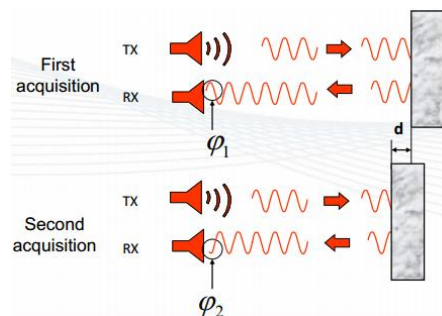 First
acquisition
TX
RX
φ1
d
Second
acquisition
TX
RX
φ2